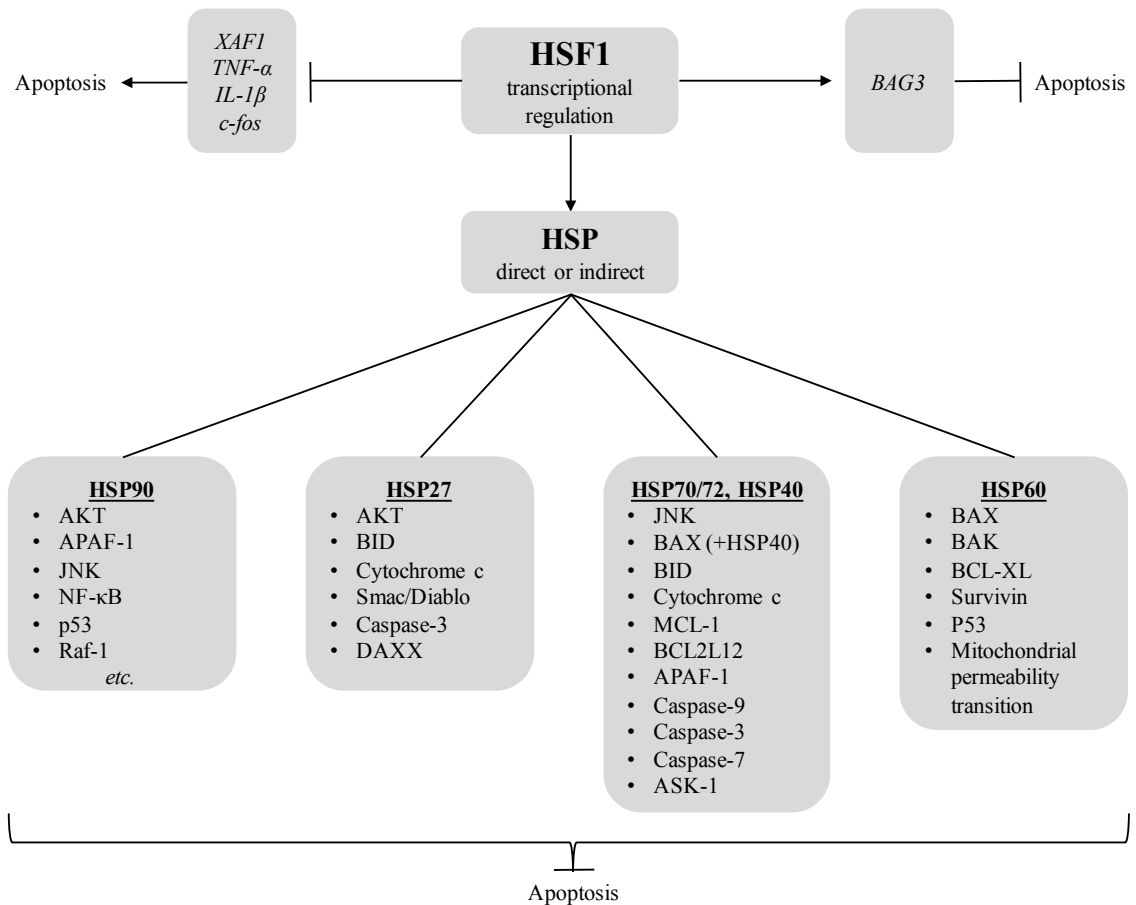 XAF1
TNF-α
IL-1β
c-fos
Apoptosis
HSF1
transcriptional
regulation
BAG3
Apoptosis
HSP
direct or indirect
HSP90
• AKT
• APAF-1
• JNK
• NF-κB
• p53
• Raf-1
etc.
HSP27
• AKT
• BID
• Cytochrome c
• Smac/Diablo
• Caspase-3
• DAXX
HSP70/72, HSP40
• JNK
• BAX (+HSP40)
• BID
• Cytochrome c
• MCL-1
• BCL2L12
• APAF-1
• Caspase-9
• Caspase-3
• Caspase-7
• ASK-1
HSP60
• BAX
• BAK
• BCL-XL
• Survivin
• P53
• Mitochondrial
permeability
transition
Apoptosis